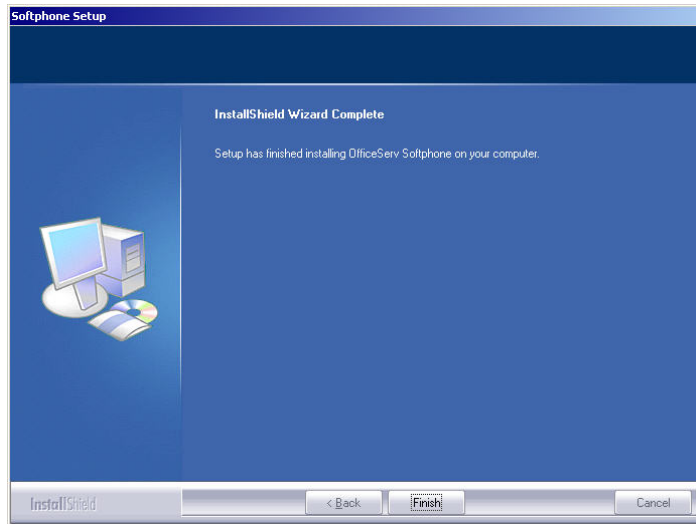 Softphone Setup
InstallShield Wizard Complete
Setup has finished installing OfficeServ Softphone on your computer.
InstallShield
< Back
Finish
Cancel